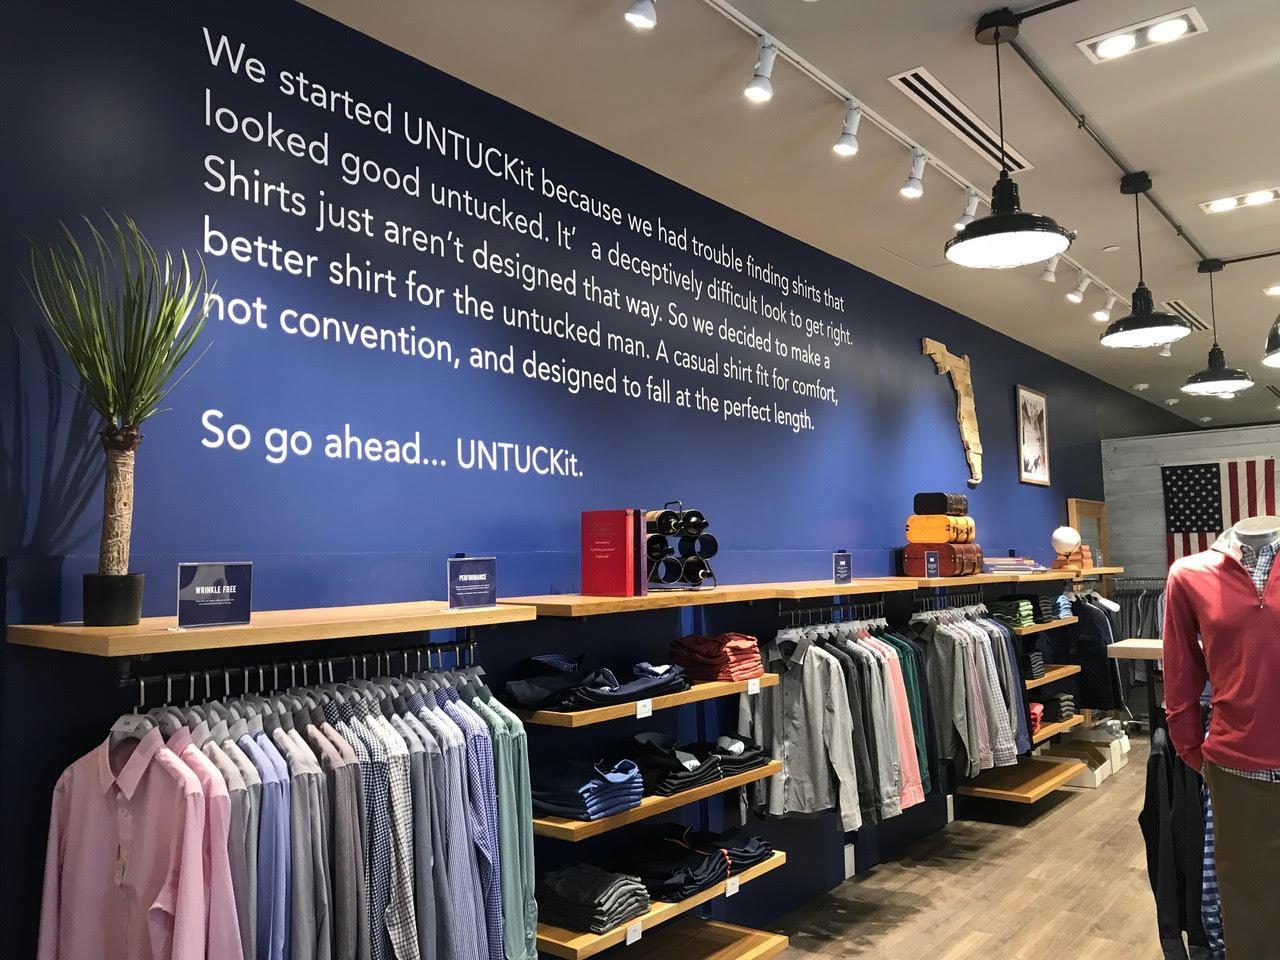 We started UNTUCKit because we had trouble finding shirts that
looked good untucked. It' a deceptively difficult look to get right.
Shirts just aren't designed that way. So we decided to make a
better shirt for the untucked man. A casual shirt fit for comfort,
not convention, and designed to fall at the perfect length.
So go ahead... UNTUCKit.
WRINKLE FREE
PERFORMANCE